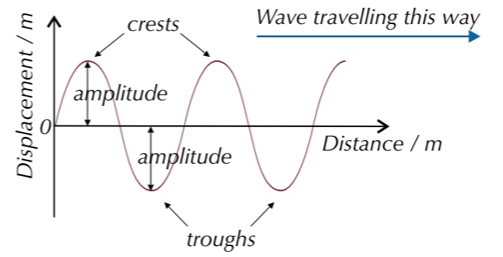 crests
Wave travelling this way
Displacement / m
amplitude
0
amplitude
Distance / m
troughs